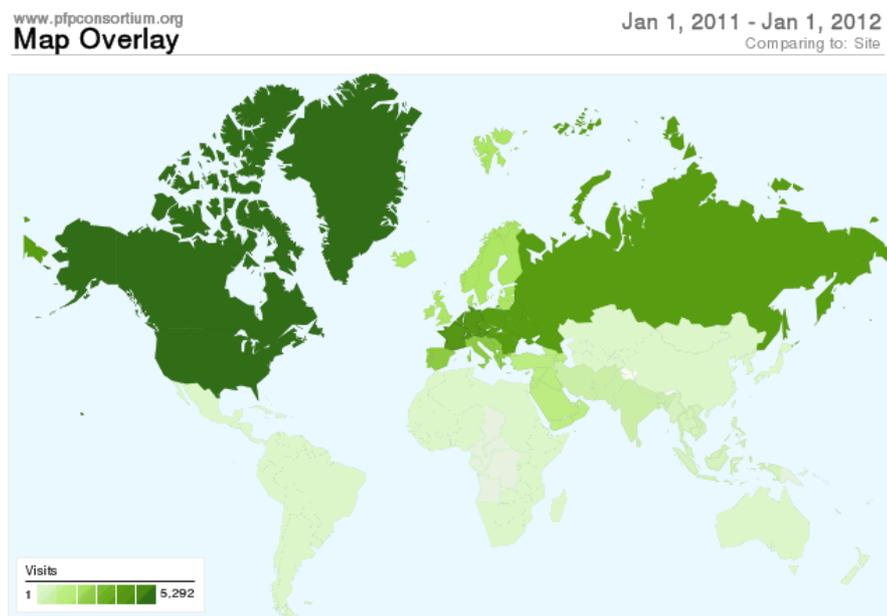 www.pfpconsortium.org
Map Overlay
Jan 1, 2011 - Jan 1, 2012
Comparing to: Site
Visits
1 5,292